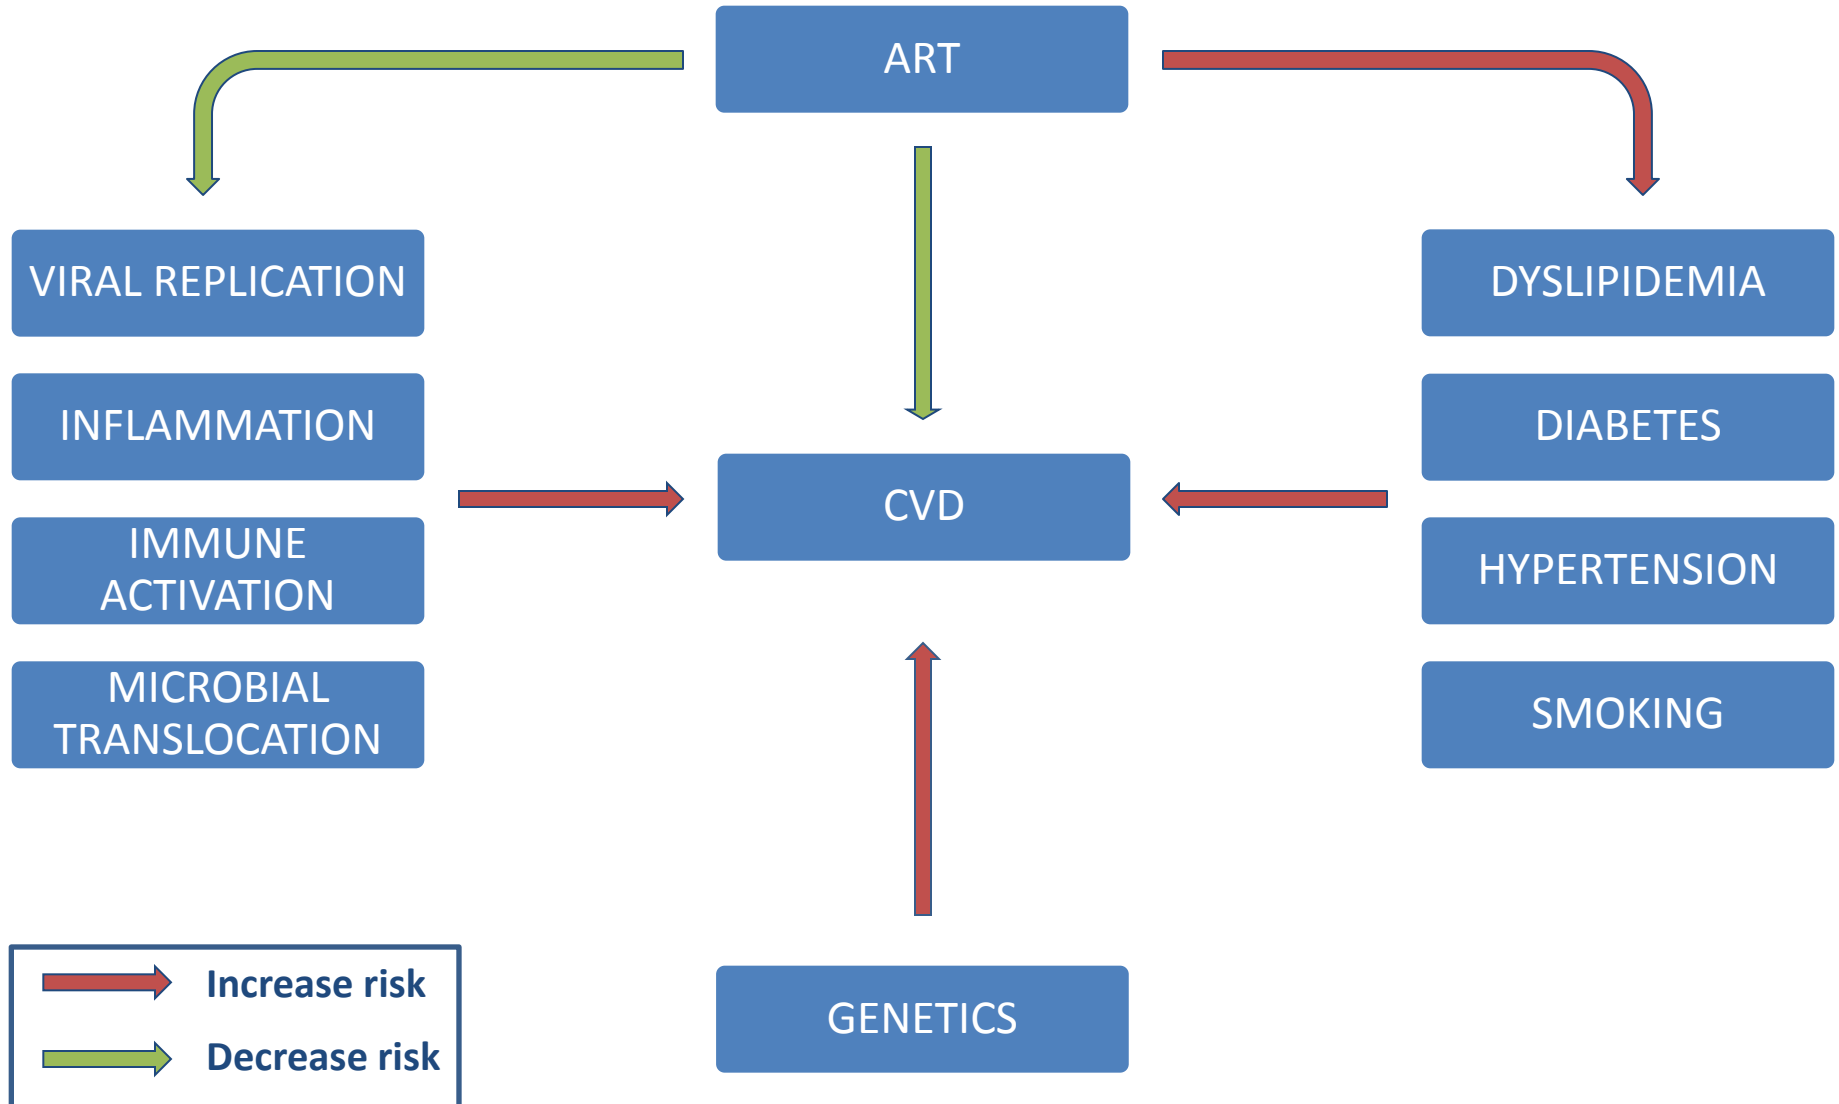 ART
VIRAL REPLICATION
INFLAMMATION
IMMUNE
ACTIVATION
MICROBIAL
TRANSLOCATION
CVD
DYSLIPIDEMIA
DIABETES
HYPERTENSION
SMOKING
GENETICS
Increase risk
Decrease risk